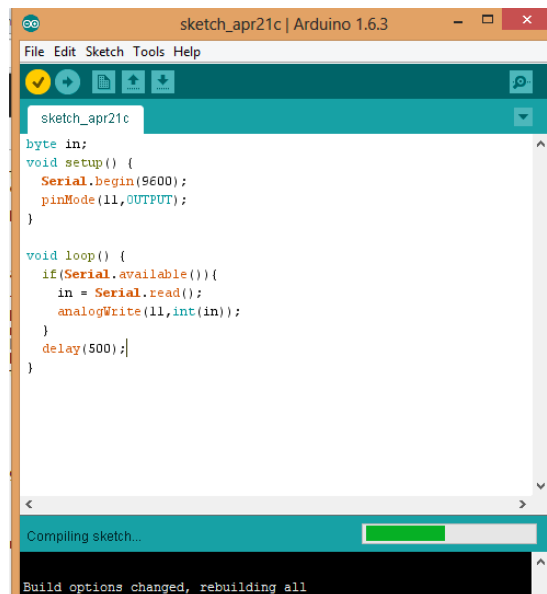 sketch_apr21c | Arduino 1.6.3
File Edit Sketch Tools Help
sketch_apr21c
byte in;
void setup() {
  Serial.begin(9600);
  pinMode(11,OUTPUT);
}

void loop() {
  if(Serial.available()){
    in = Serial.read();
    analogWrite(11,int(in));
  }
  delay(500);
}
Compiling sketch...
Build options changed, rebuilding all